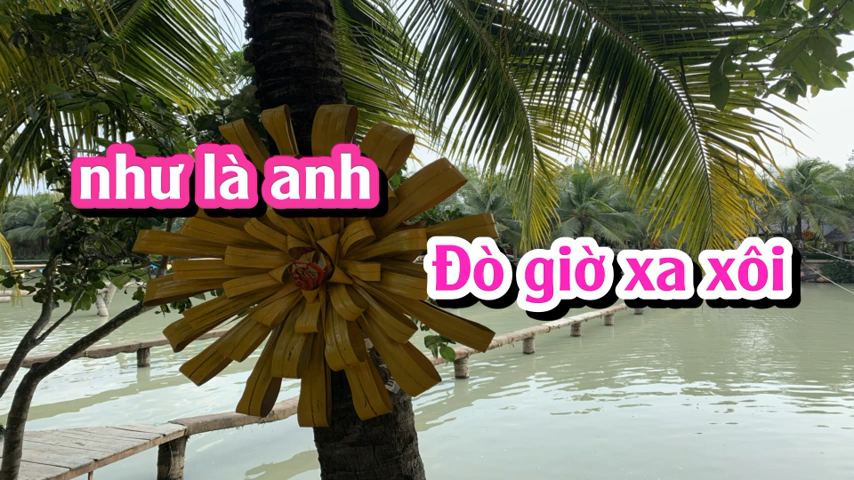 như là anh
Đò giờ xa xôi